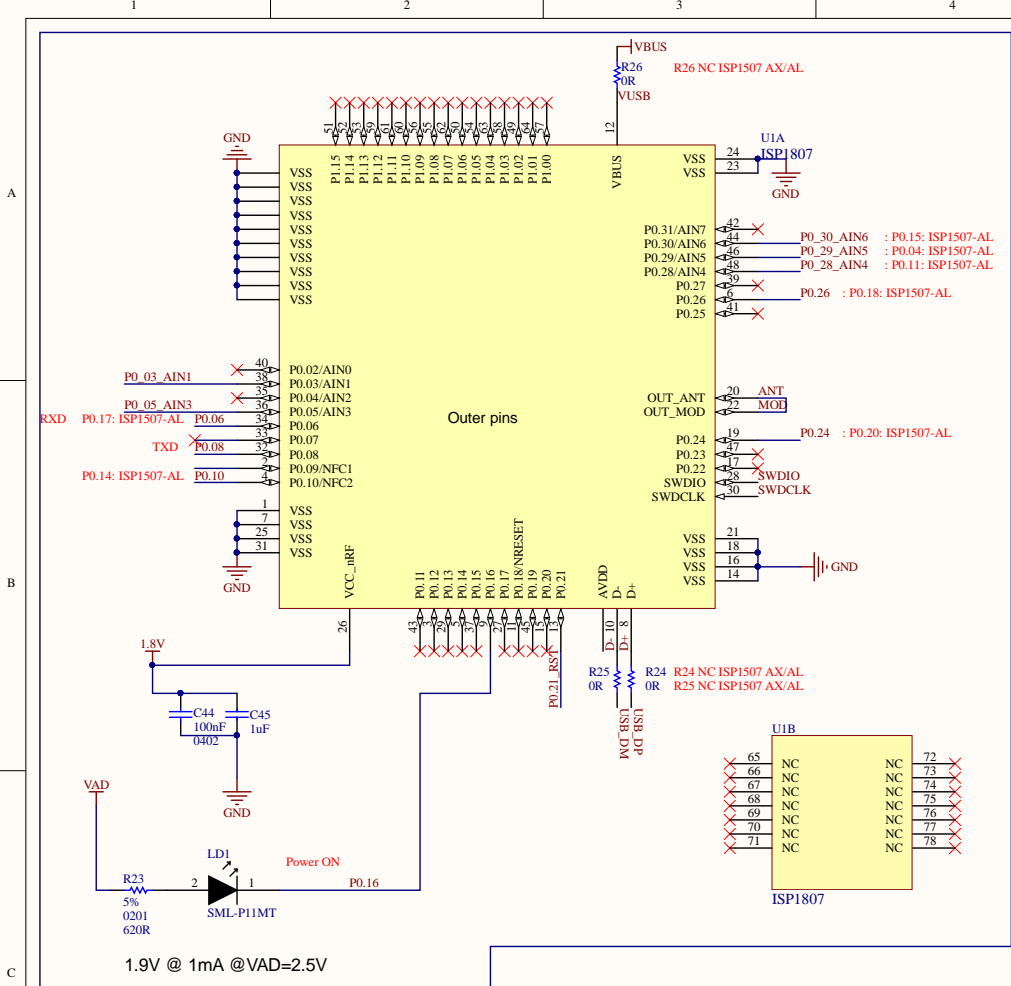 1
2
3
4
A
B
C
VBUS
R26
0R
R26 NC ISP1507 AX/AL
VUSB
12
VBUS
U1A
ISP1807
GND
51
52
53
59
61
60
56
55
62
50
54
63
58
49
64
57
P1.15
P1.14
P1.13
P1.12
P1.11
P1.10
P1.09
P1.08
P1.07
P1.06
P1.05
P1.04
P1.03
P1.02
P1.01
P1.00
VSS
VSS
VSS
VSS
VSS
VSS
VSS
VSS
VSS
VSS 24
VSS 23
GND
P0.31/AIN7 42
P0.30/AIN6 44 P0_30_AIN6 : P0.15: ISP1507-AL
P0.29/AIN5 46 P0_29_AIN5 : P0.04: ISP1507-AL
P0.28/AIN4 48 P0_28_AIN4 : P0.11: ISP1507-AL
P0.27 39
P0.26 6 P0.26 : P0.18: ISP1507-AL
P0.25 41
40 P0.02/AIN0
P0_03_AIN1 38 P0.03/AIN1
35 P0.04/AIN2
P0_05_AIN3 36 P0.05/AIN3
RXD P0.17: ISP1507-AL P0.06 34 P0.06
33 P0.07
TXD P0.08 32 P0.08
2 P0.09/NFC1
P0.14: ISP1507-AL P0.10 4 P0.10/NFC2
Outer pins
OUT_ANT 20 ANT
OUT_MOD 22 MOD
P0.24 19 P0.24 : P0.20: ISP1507-AL
P0.23 47
P0.22 17
SWDIO 28 SWDIO
SWDCLK 30 SWDCLK
1 VSS
7 VSS
25 VSS
31 VSS
GND
VSS 21
VSS 18
VSS 16
VSS 14
GND
VCC_nRF
26
P0.11
P0.12
P0.13
P0.14
P0.15
P0.16
P0.17
P0.18/NRESET
P0.19
P0.20
P0.21
43
3
29
5
37
9
27
11
45
15
13
AVDD
D-
D+
10
8
D-
D+
P0.21_RST
R25
0R
R24
0R
R24 NC ISP1507 AX/AL
R25 NC ISP1507 AX/AL
USB_DM
USB_DP
1.8V
C44
100nF
0402
C45
1uF
GND
VAD
R23
5%
0201
620R
2
LD1
1
SML-P11MT
Power ON
P0.16
1.9V @ 1mA @VAD=2.5V
U1B
65 NC NC 72
66 NC NC 73
67 NC NC 74
68 NC NC 75
69 NC NC 76
70 NC NC 77
71 NC NC 78
ISP1807